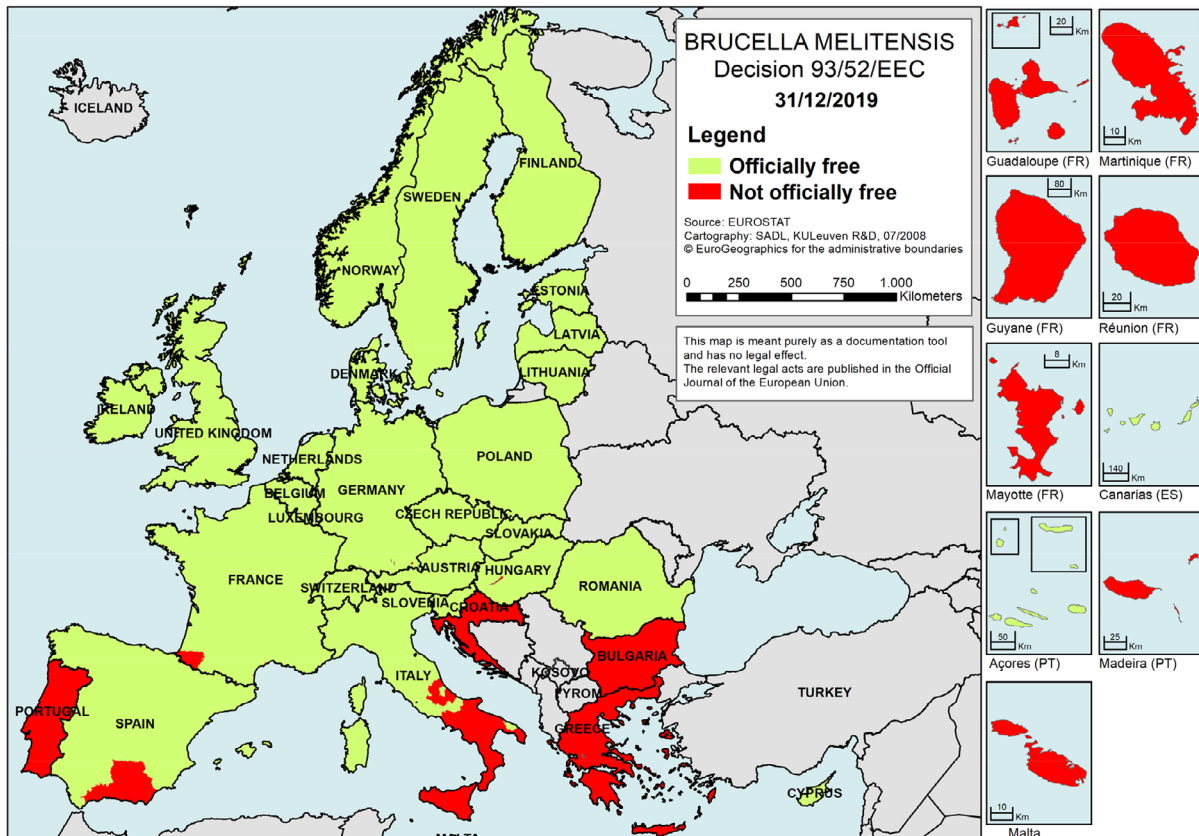 BRUCELLA MELITENSIS
Decision 93/52/EEC
31/12/2019
Legend
Officially free
Not officially free
Source: EUROSTAT
Cartography: SADL, KULeuven R&D, 07/2008
© EuroGeographics for the administrative boundaries
0 250 500 750 1.000
Kilometers
This map is meant purely as a documentation tool
and has no legal effect.
The relevant legal acts are published in the Official
Journal of the European Union.
ICELAND
FINLAND
SWEDEN
NORWAY
ESTONIA
LATVIA
LITHUANIA
DENMARK
IRELAND
UNITED KINGDOM
NETHERLANDS
POLAND
BELGIUM
GERMANY
LUXEMBOURG
CZECH REPUBLIC
SLOVAKIA
AUSTRIA
HUNGARY
FRANCE
SWITZERLAND
ROMANIA
SLOVENIA
CROATIA
BULGARIA
ITALY
KOSOVO
FYROM
TURKEY
PORTUGAL
SPAIN
GREECE
CYPRUS
MALTA
20
Km
Guadaloupe (FR)
10
Km
Martinique (FR)
80
Km
Guyane (FR)
20
Km
Réunion (FR)
8
Km
Mayotte (FR)
140
Km
Canarias (ES)
50
Km
Açores (PT)
25
Km
Madeira (PT)
10
Km
Malta